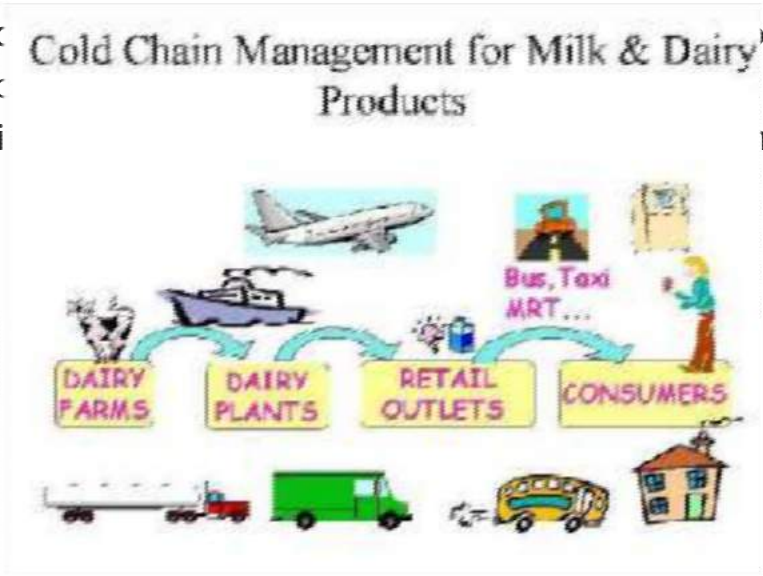 Cold Chain Management for Milk & Dairy
Products
Bus, Taxi
MRT...
DAIRY
FARMS
DAIRY
PLANTS
RETAIL
OUTLETS
CONSUMERS